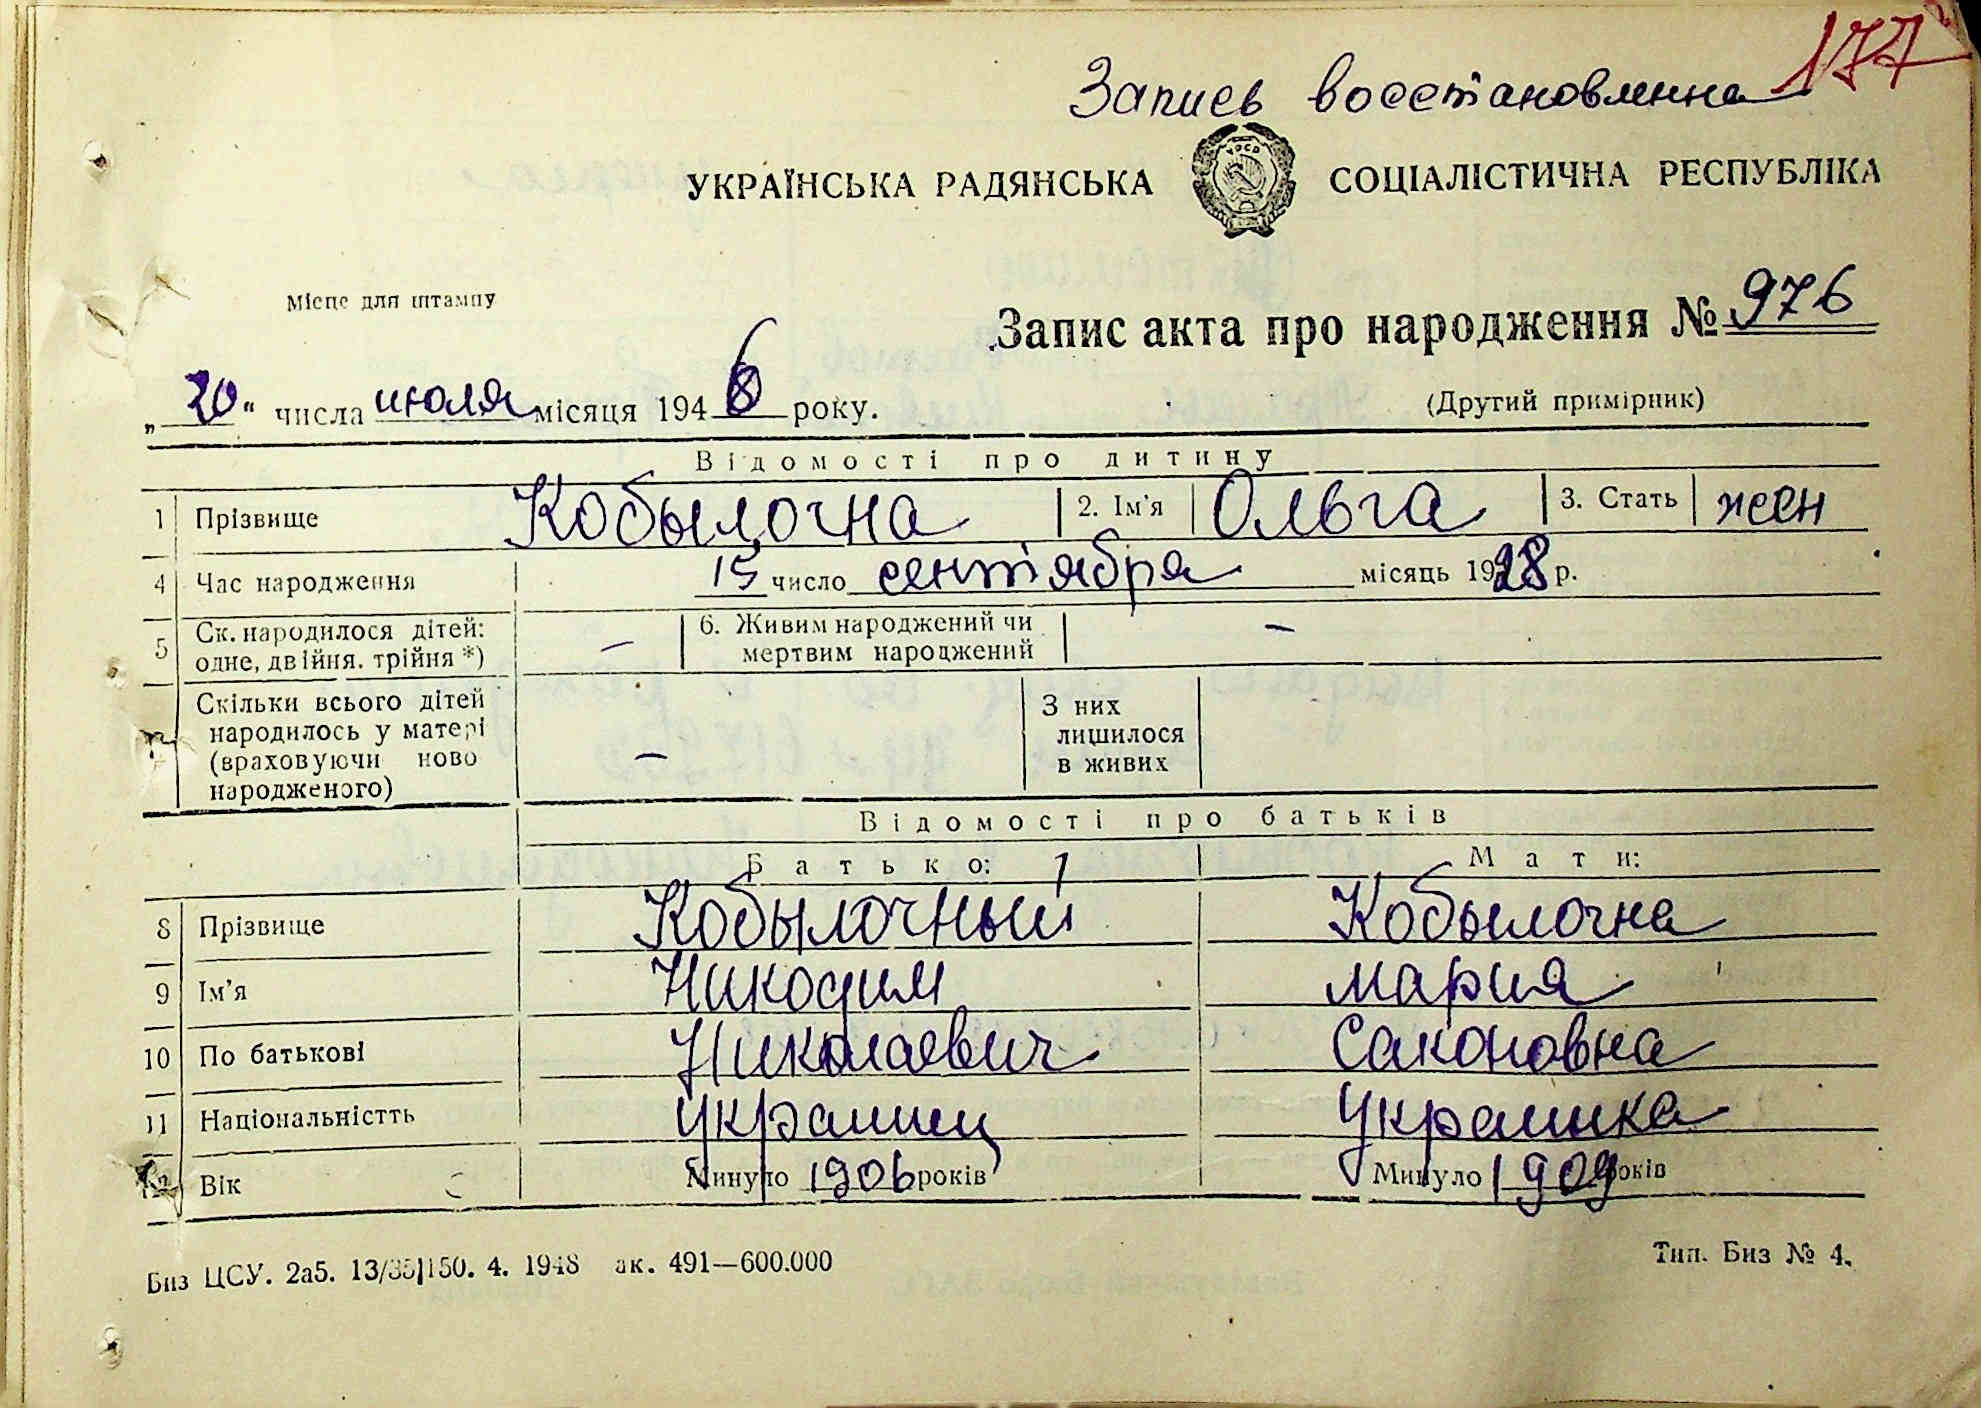 177
Запись восстановленна
УКРАЇНСЬКА РАДЯНСЬКА СОЦІАЛІСТИЧНА РЕСПУБЛІКА
УРСР
Місце для штампу
Запис акта про народження № 976
„20“ числа июля місяця 1946 року.
(Другий примірник)
Відомості про дитину
1 Прізвище Кобылочна 2. Ім'я Ольга 3. Стать жен
4 Час народження 15 число сентября місяць 1928 р.
5 Ск. народилося дітей: одне, двійня, трійня *) — 6. Живим народжений чи мертвим народжений —
Скільки всього дітей народилось у матері (враховуючи ново народженого) — З них лишилося в живих
Відомості про батьків
Батько: Мати:
8 Прізвище Кобылочный Кобылочна
9 Ім'я Никодим Мария
10 По батькові Николаевич Саконовна
11 Національністть украинец украинка
12 Вік Минуло 1906 років Минуло 1909 років
Биз ЦСУ. 2а5. 13/35|150. 4. 1948 ак. 491—600.000
Тип. Биз № 4.